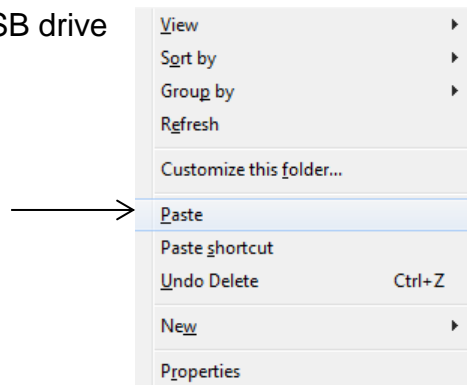 SB drive
View
Sort by
Group by
Refresh
Customize this folder...
Paste
Paste shortcut
Undo Delete Ctrl+Z
New
Properties